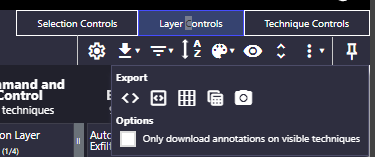 Selection Controls
Layer Controls
Technique Controls
mmand and
Control
techniques
Export
Options
Only download annotations on visible techniques
on Layer
(1/4)
Auto
Exfilt